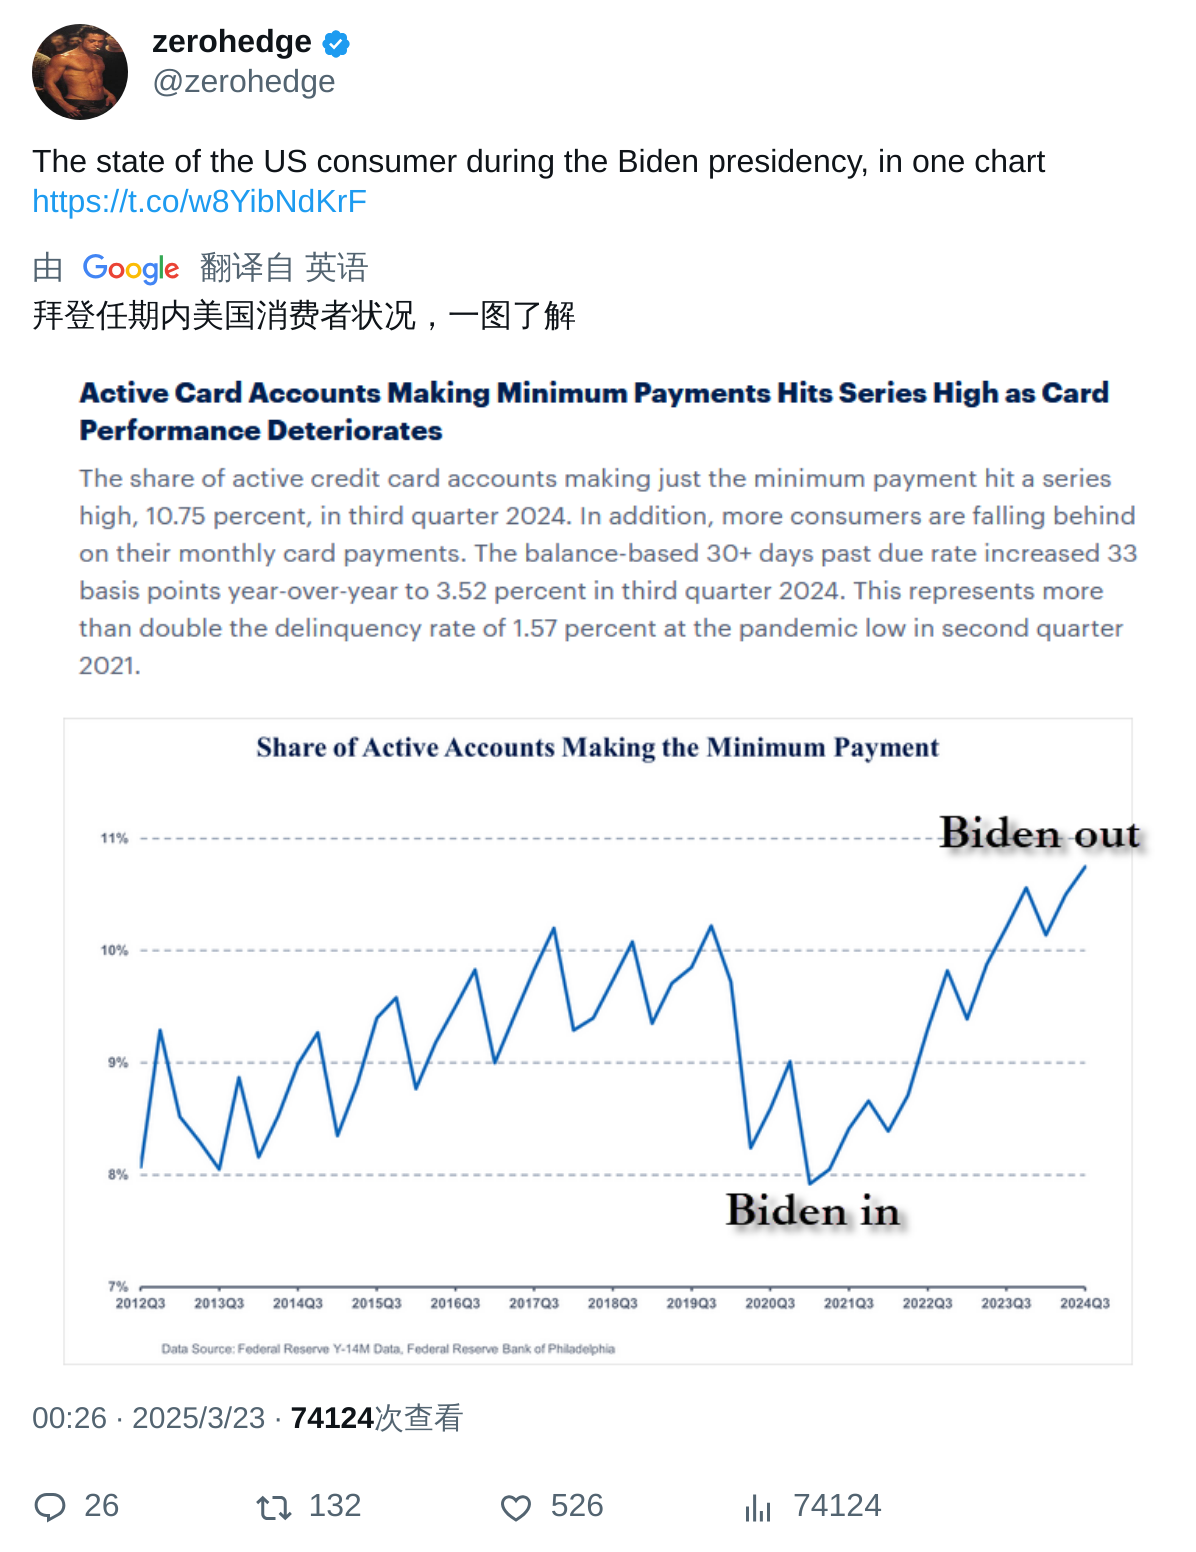 zerohedge
@zerohedge
The state of the US consumer during the Biden presidency, in one chart
https://t.co/w8YibNdKrF
由 Google 翻译自 英语
拜登任期内美国消费者状况，一图了解
Active Card Accounts Making Minimum Payments Hits Series High as Card
Performance Deteriorates
The share of active credit card accounts making just the minimum payment hit a series
high, 10.75 percent, in third quarter 2024. In addition, more consumers are falling behind
on their monthly card payments. The balance-based 30+ days past due rate increased 33
basis points year-over-year to 3.52 percent in third quarter 2024. This represents more
than double the delinquency rate of 1.57 percent at the pandemic low in second quarter
2021.
Share of Active Accounts Making the Minimum Payment
Biden out
11%
10%
9%
8%
Biden in
7%
2012Q3 2013Q3 2014Q3 2015Q3 2016Q3 2017Q3 2018Q3 2019Q3 2020Q3 2021Q3 2022Q3 2023Q3 2024Q3
Data Source: Federal Reserve Y-14M Data, Federal Reserve Bank of Philadelphia
00:26 · 2025/3/23 · 74124次查看
26 132 526 74124